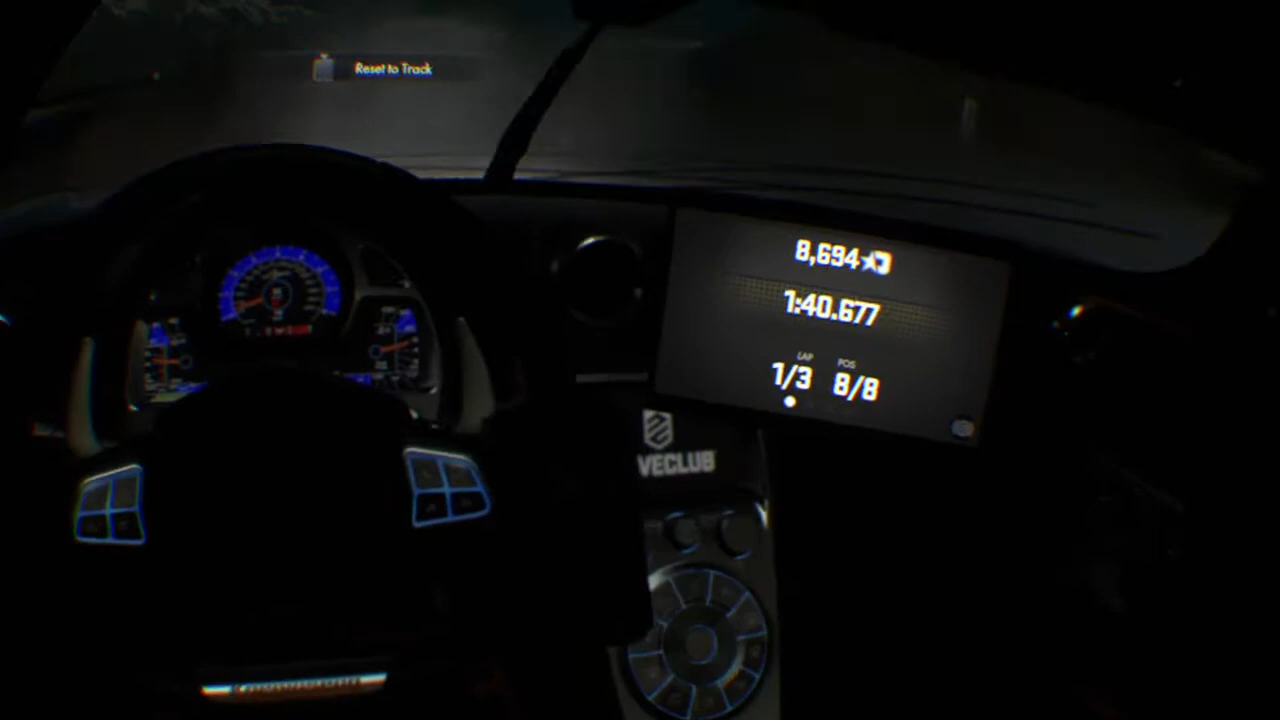 Reset to Track
8,694
1:40.677
LAP POS
1/3 8/8
VECLUB